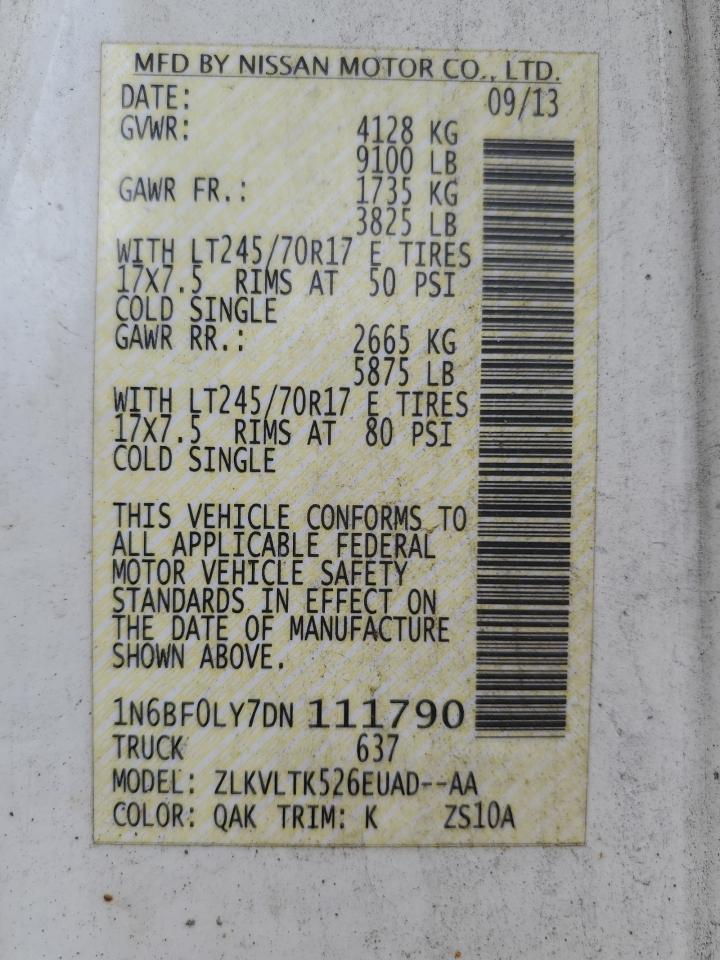 MFD BY NISSAN MOTOR CO., LTD.
DATE: 09/13
GVWR: 4128 KG
9100 LB
GAWR FR.: 1735 KG
3825 LB
WITH LT245/70R17 E TIRES
17X7.5 RIMS AT 50 PSI
COLD SINGLE
GAWR RR.: 2665 KG
5875 LB
WITH LT245/70R17 E TIRES
17X7.5 RIMS AT 80 PSI
COLD SINGLE
THIS VEHICLE CONFORMS TO
ALL APPLICABLE FEDERAL
MOTOR VEHICLE SAFETY
STANDARDS IN EFFECT ON
THE DATE OF MANUFACTURE
SHOWN ABOVE.
1N6BF0LY7DN 111790
TRUCK 637
MODEL: ZLKVLTK526EUAD--AA
COLOR: QAK TRIM: K ZS10A